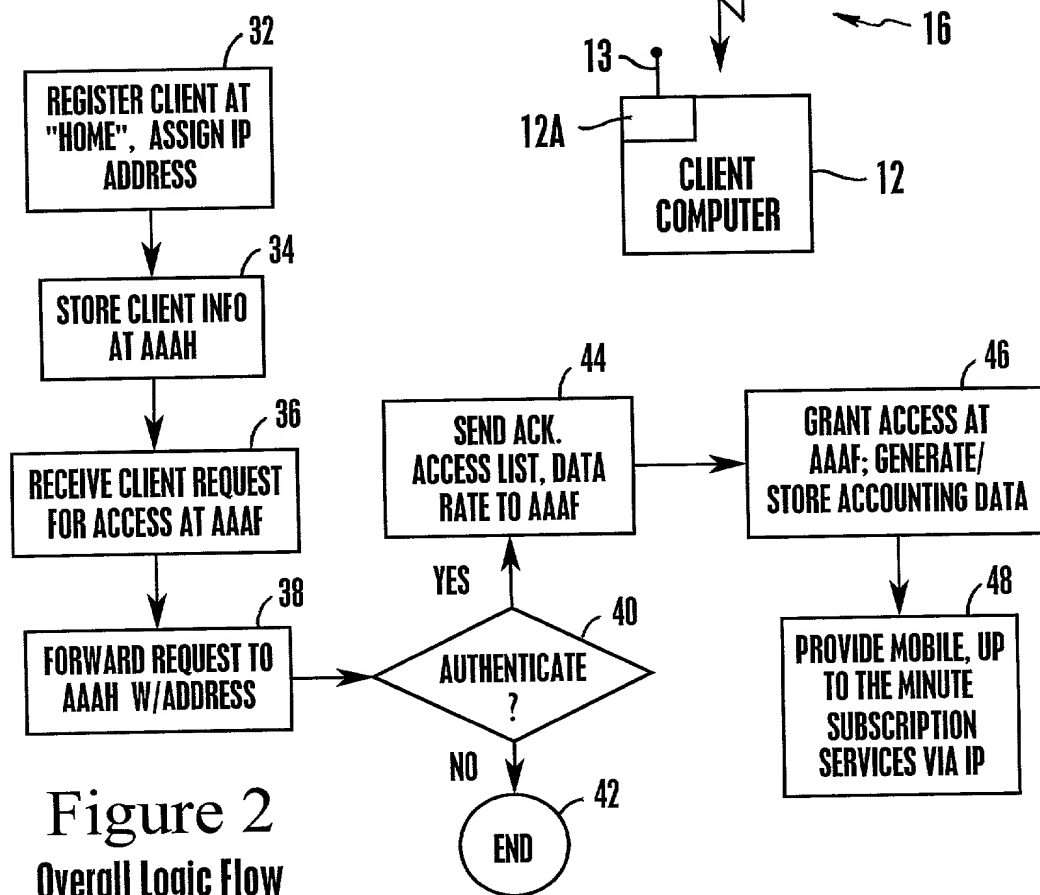 32
REGISTER CLIENT AT
"HOME", ASSIGN IP
ADDRESS
34
STORE CLIENT INFO
AT AAAH
36
RECEIVE CLIENT REQUEST
FOR ACCESS AT AAAF
38
FORWARD REQUEST TO
AAAH W/ADDRESS
16
13
12A
CLIENT
COMPUTER
12
44
SEND ACK.
ACCESS LIST, DATA
RATE TO AAAF
YES
40
AUTHENTICATE
?
NO
42
END
46
GRANT ACCESS AT
AAAF; GENERATE/
STORE ACCOUNTING DATA
48
PROVIDE MOBILE, UP
TO THE MINUTE
SUBSCRIPTION
SERVICES VIA IP
Figure 2
Overall Logic Flow